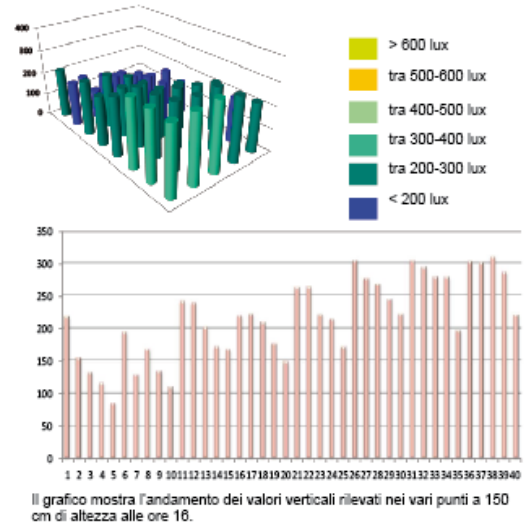 400
300
200
100
0
> 600 lux
tra 500-600 lux
tra 400-500 lux
tra 300-400 lux
tra 200-300 lux
< 200 lux
350
300
250
200
150
100
50
0
1 2 3 4 5 6 7 8 9 10 11 12 13 14 15 16 17 18 19 20 21 22 23 24 25 26 27 28 29 30 31 32 33 34 35 36 37 38 39 40
Il grafico mostra l'andamento dei valori verticali rilevati nei vari punti a 150
cm di altezza alle ore 16.